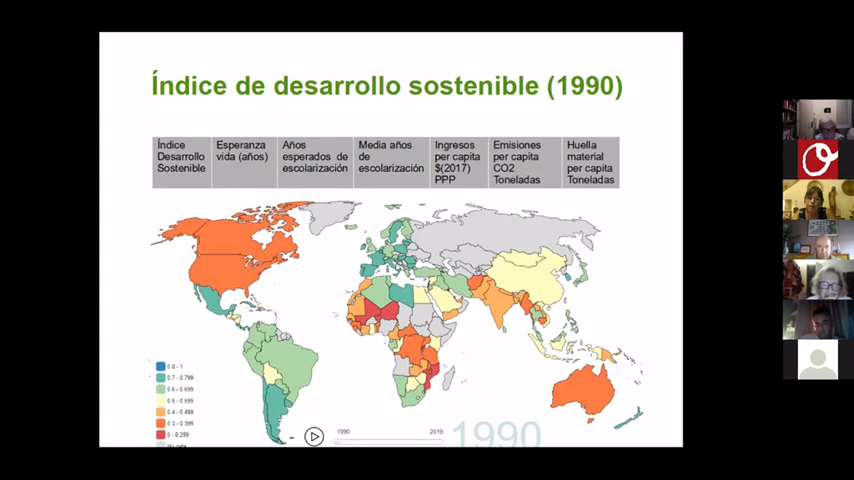 Índice de desarrollo sostenible (1990)
Índice
Desarrollo
Sostenible
Esperanza
vida (años)
Años
esperados de
escolarización
Media años
de
escolarización
Ingresos
per capita
$(2017)
PPP
Emisiones
per capita
CO2
Toneladas
Huella
material
per capita
Toneladas
0.8 - 1
0.7 - 0.799
0.6 - 0.699
0.5 - 0.599
0.4 - 0.499
0.3 - 0.399
0 - 0.299
No data
1990
2019
1990